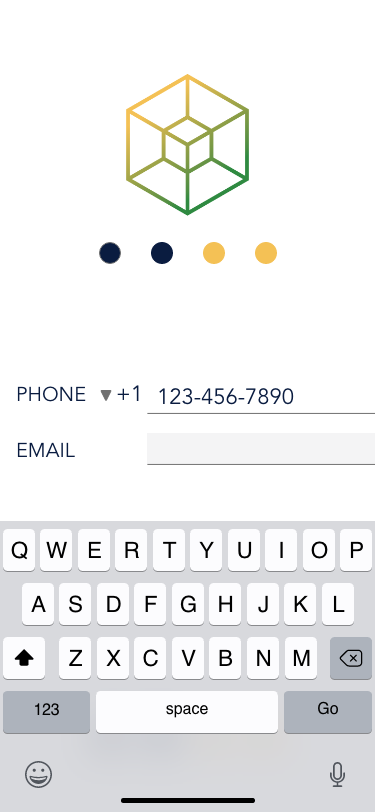 PHONE ▼ +1 123-456-7890
EMAIL
Q W E R T Y U I O P
A S D F G H J K L
Z X C V B N M
123 space Go